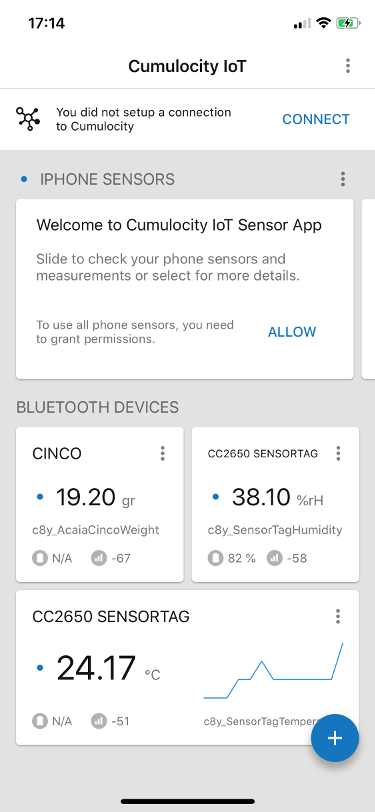 17:14
Cumulocity IoT
You did not setup a connection
to Cumulocity
CONNECT
IPHONE SENSORS
Welcome to Cumulocity IoT Sensor App
Slide to check your phone sensors and
measurements or select for more details.
To use all phone sensors, you need
to grant permissions.
ALLOW
BLUETOOTH DEVICES
CINCO
19.20 gr
c8y_AcaiaCincoWeight
N/A -67
CC2650 SENSORTAG
38.10 %rH
c8y_SensorTagHumidity
82 % -58
CC2650 SENSORTAG
24.17 °C
N/A -51
c8y_SensorTagTemper